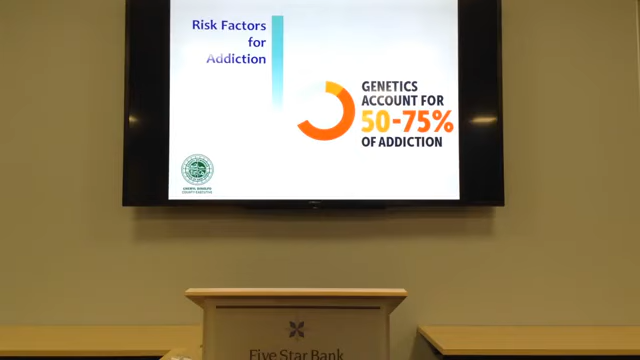 Risk Factors
for
Addiction
GENETICS
ACCOUNT FOR
50-75%
OF ADDICTION
Five Star Bank